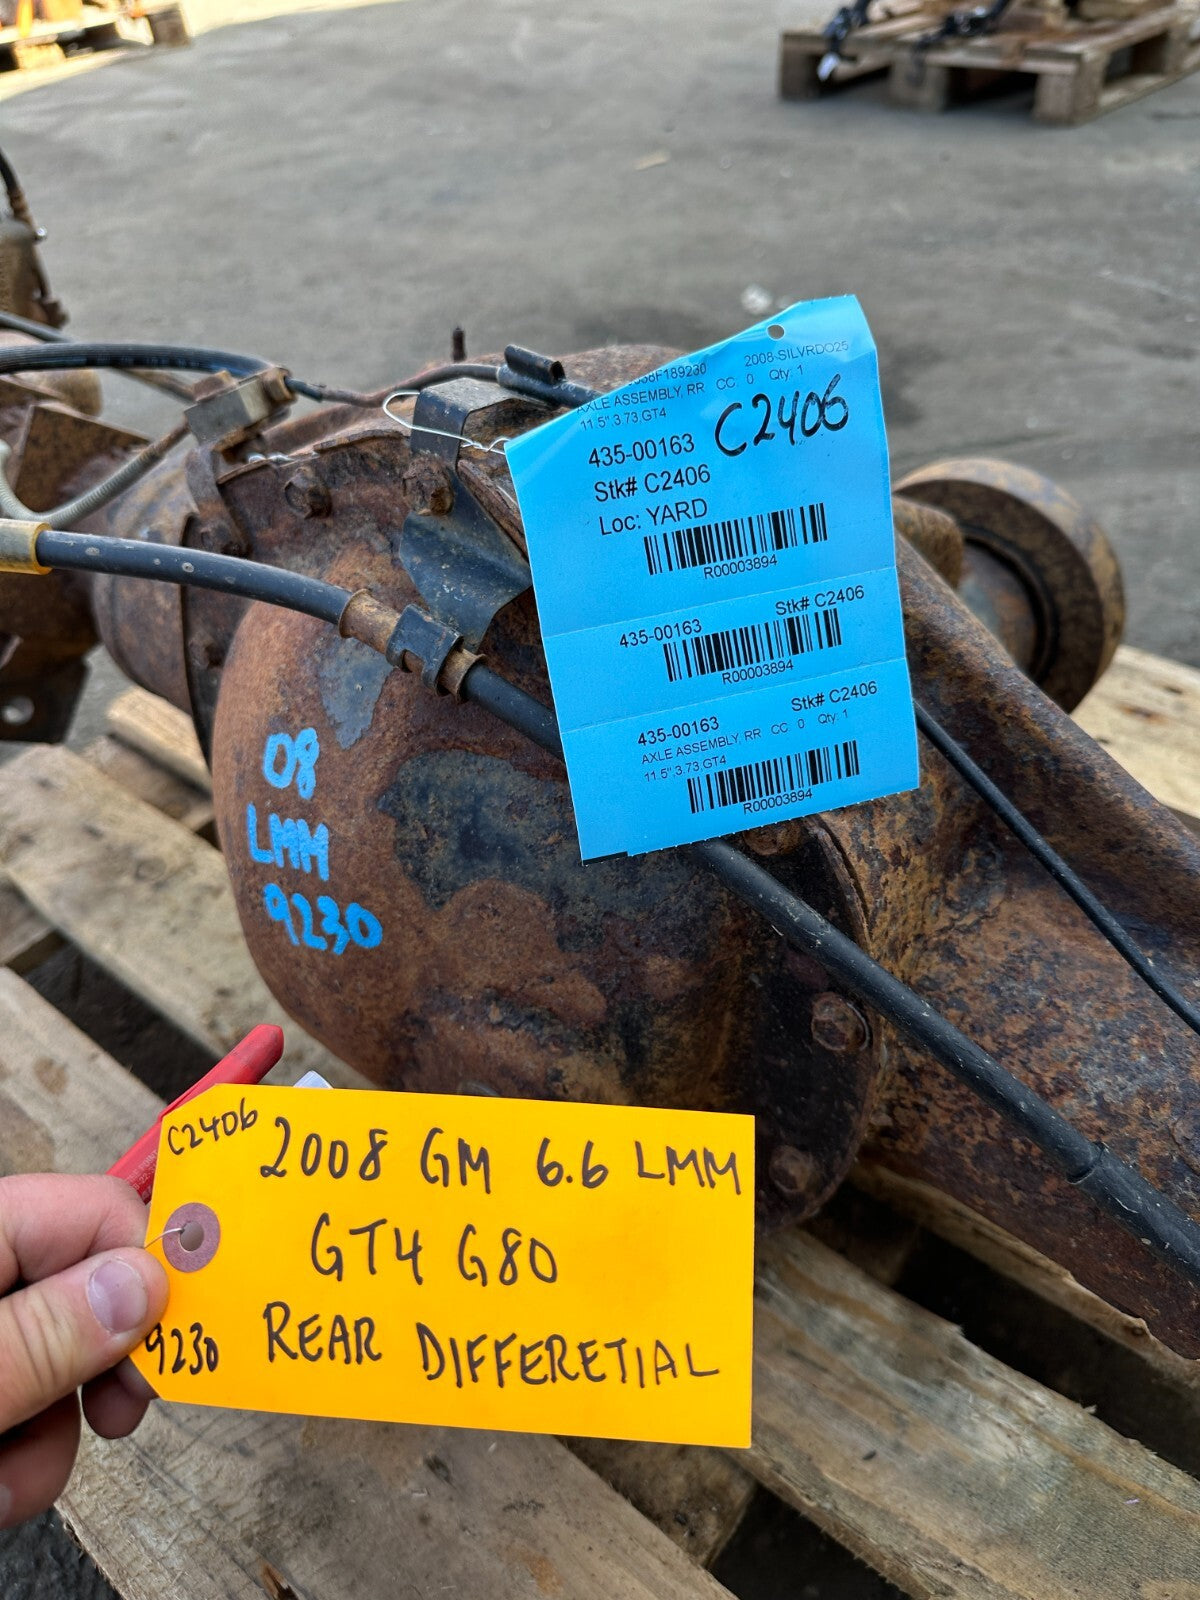 2008-SILVRDO25
AXLE ASSEMBLY, RR CC: 0 Qty: 1
11.5",3.73,GT4
435-00163 C2406
Stk# C2406
Loc: YARD
R00003894
435-00163 Stk# C2406
R00003894
435-00163 Stk# C2406
AXLE ASSEMBLY, RR CC 0 Qty: 1
11.5",3.73,GT4
R00003894
08
LMM
9230
C2406
2008 GM 6.6 LMM
GT4 G80
9230 REAR DIFFERETIAL